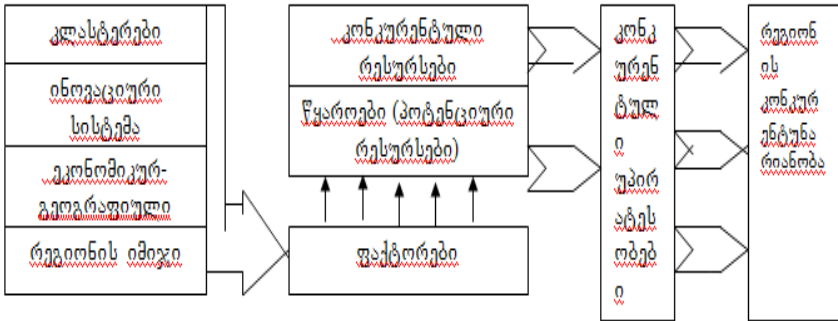 კლასტერები
ინოვაციური
სისტემა
ეკონომიკურ-
გეოგრაფიული
რეგიონის იმიჯი
კონკურენტული
რესურსები
წყაროები (პოტენციური
რესურსები)
ფაქტორები
კონკ
ურენ
ტულ
ი
უპირ
ატეს
ობებ
ი
რეგიონ
ის
კონკურ
ენტუნა
რიანობა